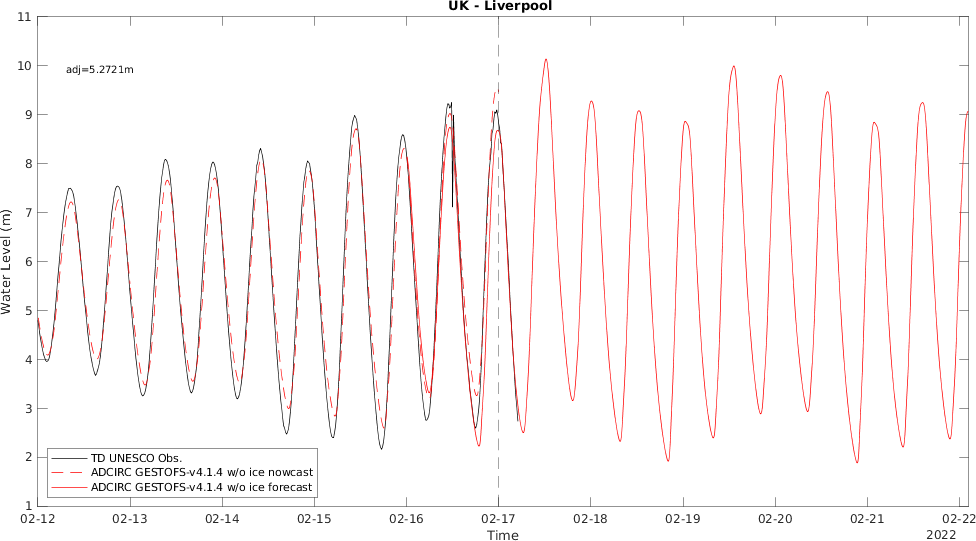 UK - Liverpool
11
10
9
8
7
6
5
4
3
2
1
Water Level (m)
adj=5.2721m
TD UNESCO Obs.
ADCIRC GESTOFS-v4.1.4 w/o ice nowcast
ADCIRC GESTOFS-v4.1.4 w/o ice forecast
02-12 02-13 02-14 02-15 02-16 02-17 02-18 02-19 02-20 02-21 02-22
Time
2022